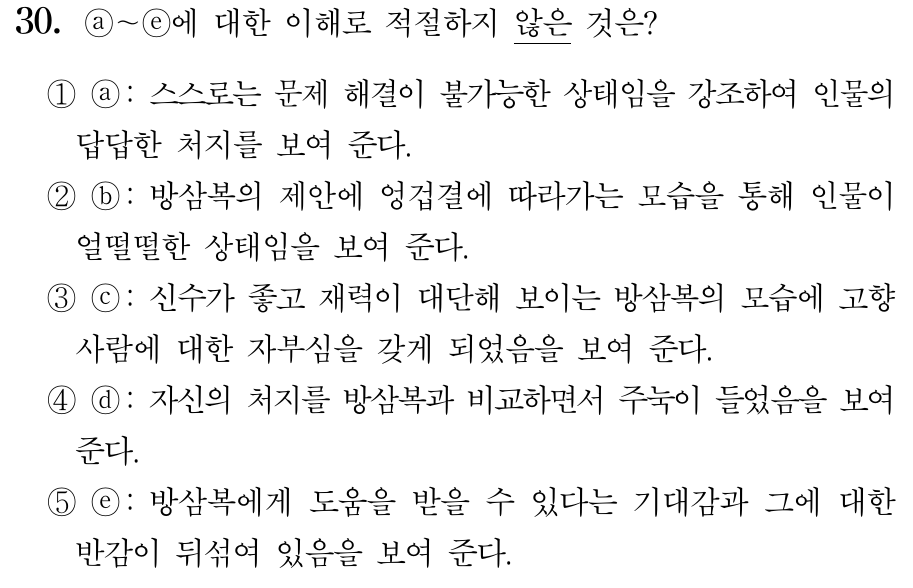 30. ⓐ~ⓔ에 대한 이해로 적절하지 않은 것은?
① ⓐ: 스스로는 문제 해결이 불가능한 상태임을 강조하여 인물의
답답한 처지를 보여 준다.
② ⓑ: 방삼복의 제안에 엉겁결에 따라가는 모습을 통해 인물이
얼떨떨한 상태임을 보여 준다.
③ ⓒ: 신수가 좋고 재력이 대단해 보이는 방삼복의 모습에 고향
사람에 대한 자부심을 갖게 되었음을 보여 준다.
④ ⓓ: 자신의 처지를 방삼복과 비교하면서 주눅이 들었음을 보여
준다.
⑤ ⓔ: 방삼복에게 도움을 받을 수 있다는 기대감과 그에 대한
반감이 뒤섞여 있음을 보여 준다.